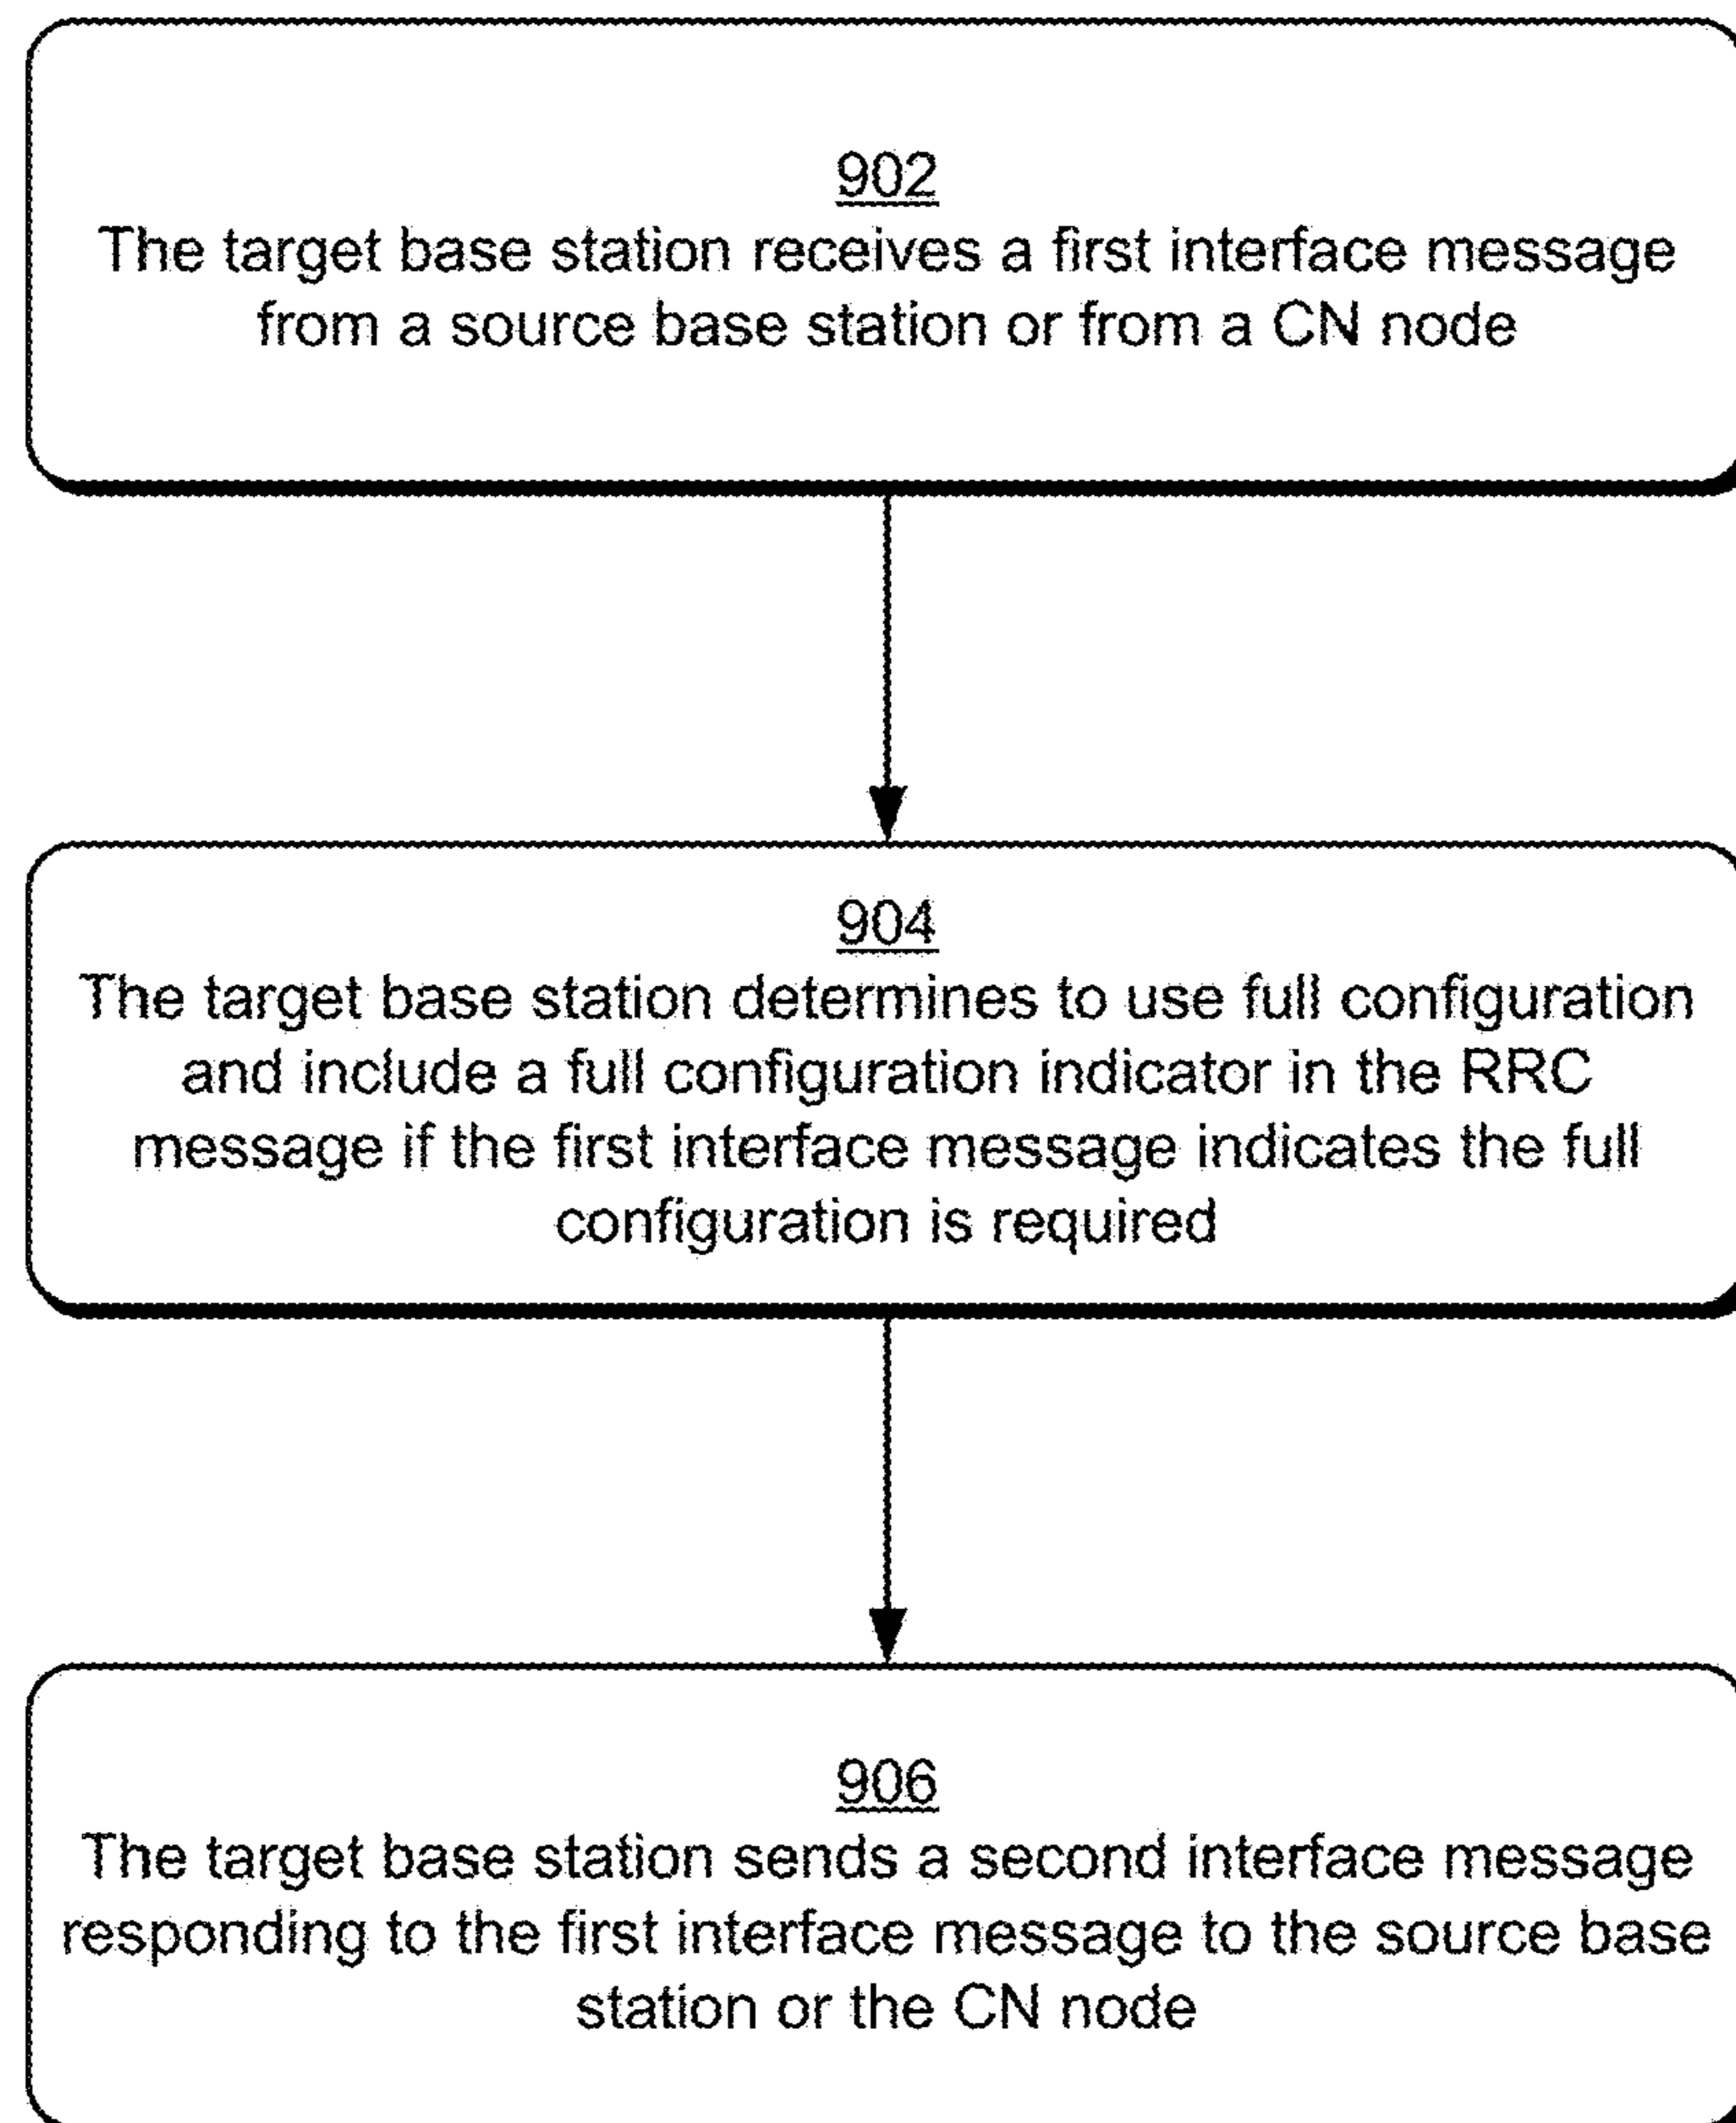 902
The target base station receives a first interface message
from a source base station or from a CN node
904
The target base station determines to use full configuration
and include a full configuration indicator in the RRC
message if the first interface message indicates the full
configuration is required
906
The target base station sends a second interface message
responding to the first interface message to the source base
station or the CN node